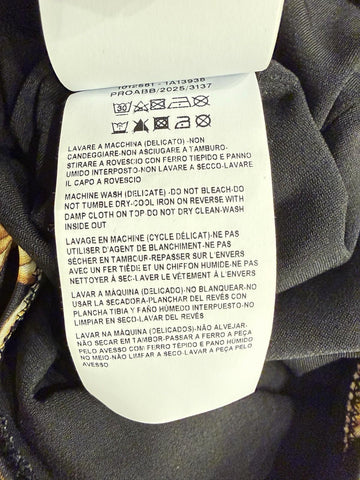 1012881 - 1A13938
PROABB/2025/3137
30
LAVARE A MACCHINA (DELICATO) -NON
CANDEGGIARE-NON ASCIUGARE A TAMBURO-
STIRARE A ROVESCIO CON FERRO TIEPIDO E PANNO
UMIDO INTERPOSTO-NON LAVARE A SECCO-LAVARE
IL CAPO A ROVESCIO
MACHINE WASH (DELICATE) -DO NOT BLEACH-DO
NOT TUMBLE DRY-COOL IRON ON REVERSE WITH
DAMP CLOTH ON TOP DO NOT DRY CLEAN-WASH
INSIDE OUT
LAVAGE EN MACHINE (CYCLE DÉLICAT)-NE PAS
UTILISER D'AGENT DE BLANCHIMENT-NE PAS
SÉCHER EN TAMBOUR-REPASSER SUR L'ENVERS
AVEC UN FER TIÈDE ET UN CHIFFON HUMIDE-NE PAS
NETTOYER À SEC-LAVER LE VÊTEMENT À L'ENVERS
LAVAR A MÁQUINA (DELICADO)-NO BLANQUEAR-NO
USAR LA SECADORA-PLANCHAR DEL REVÉS CON
PLANCHA TIBIA Y PAÑO HÚMEDO INTERPUESTO-NO
LIMPIAR EN SECO-LAVAR DEL REVÉS
LAVAR NA MÁQUINA (DELICADOS)-NÃO ALVEJAR-
NÃO SECAR EM TAMBOR-PASSAR A FERRO A PEÇA
PELO AVESSO COM FERRO TÉPIDO E PANO HÚMIDO
NO MEIO-NÃO LIMPAR A SECO-LAVAR A PEÇA PELO
AVESSO